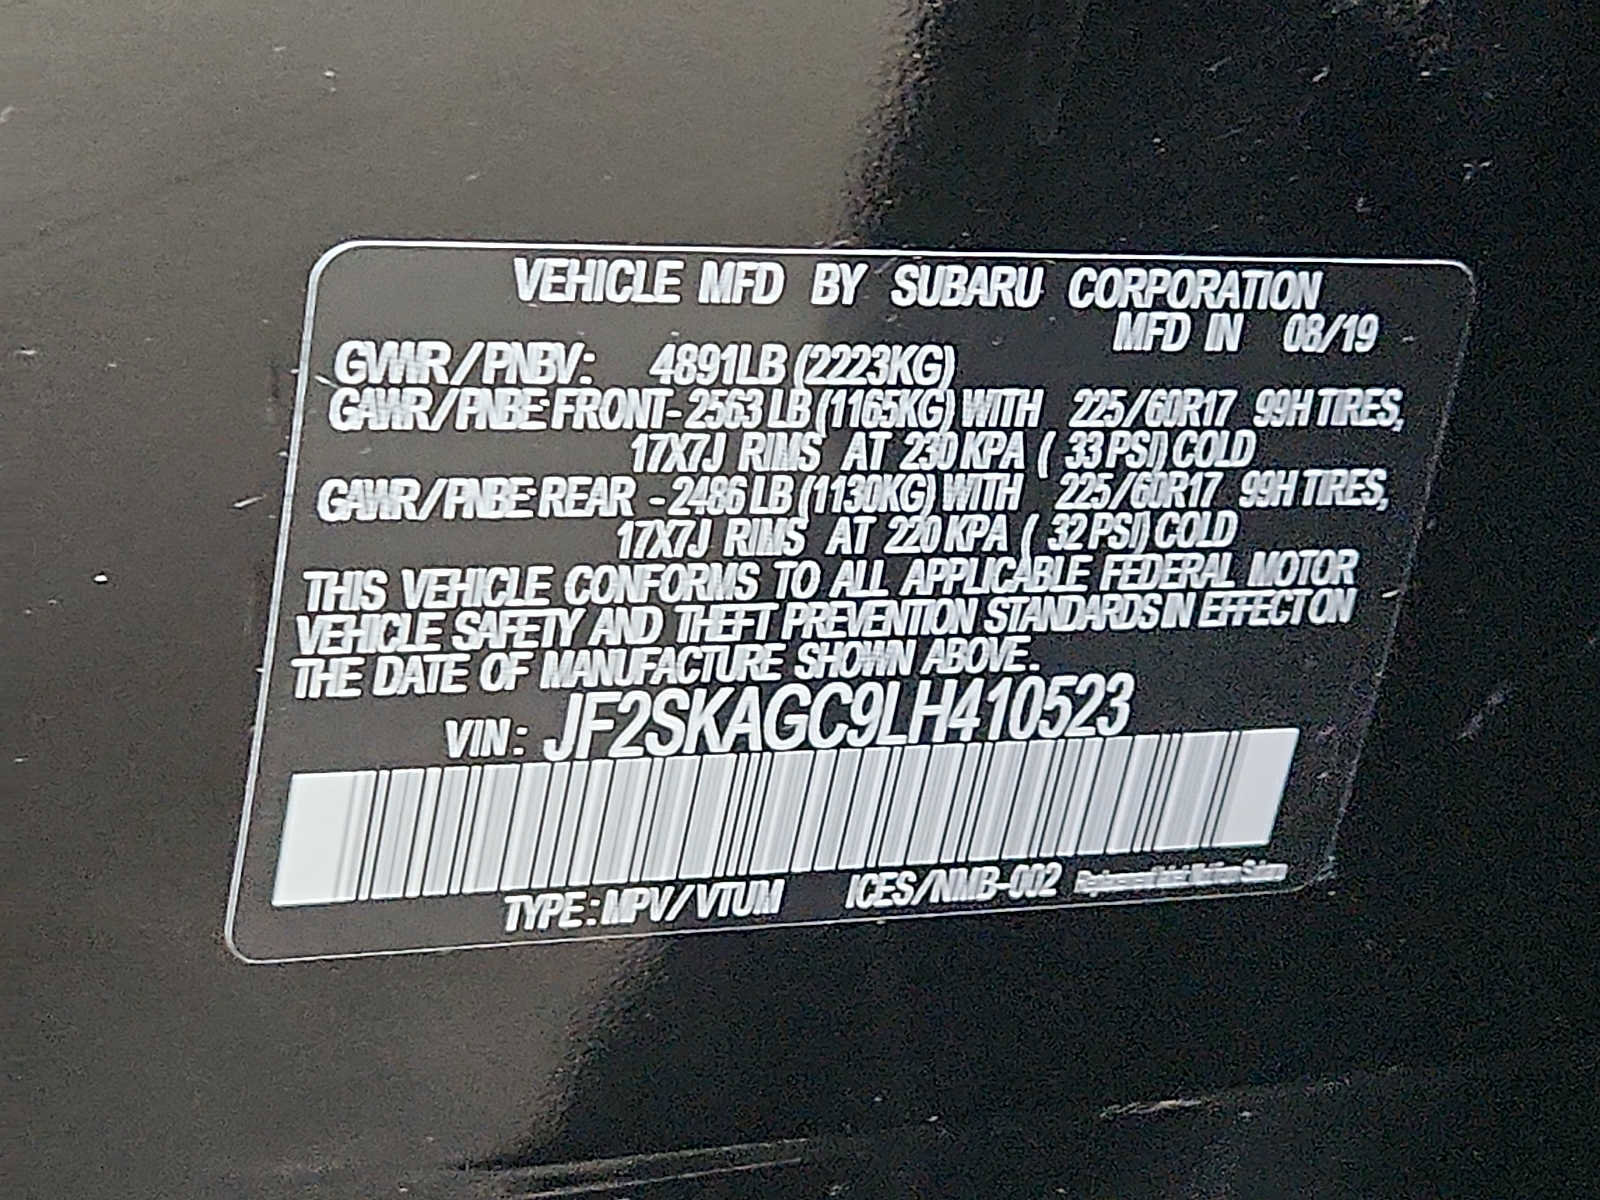 VEHICLE MFD BY SUBARU CORPORATION
MFD IN 08/19
GVWR/PNBV: 4891LB (2223KG)
GAWR/PNBE: FRONT- 2563 LB (1165KG) WITH 225/60R17 99H TIRES,
17X7J RIMS AT 230 KPA ( 33 PSI) COLD
GAWR/PNBE: REAR - 2486 LB (1130KG) WITH 225/60R17 99H TIRES,
17X7J RIMS AT 220 KPA ( 32 PSI) COLD
THIS VEHICLE CONFORMS TO ALL APPLICABLE FEDERAL MOTOR
VEHICLE SAFETY AND THEFT PREVENTION STANDARDS IN EFFECT ON
THE DATE OF MANUFACTURE SHOWN ABOVE.
VIN: JF2SKAGC9LH410523
TYPE: MPV/VTUM ICES/NMB-002 Replacement label